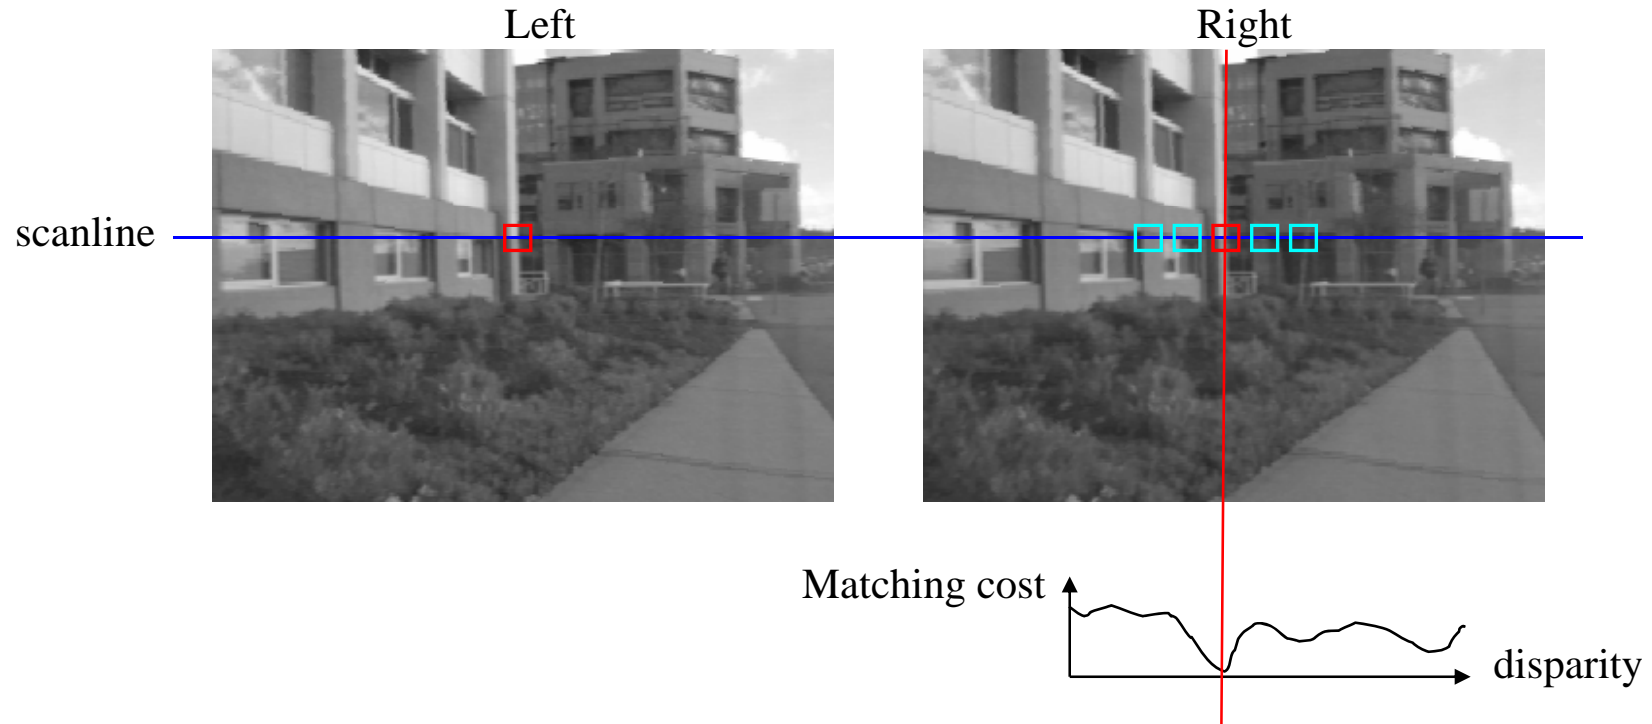 Left
Right
scanline
Matching cost
disparity